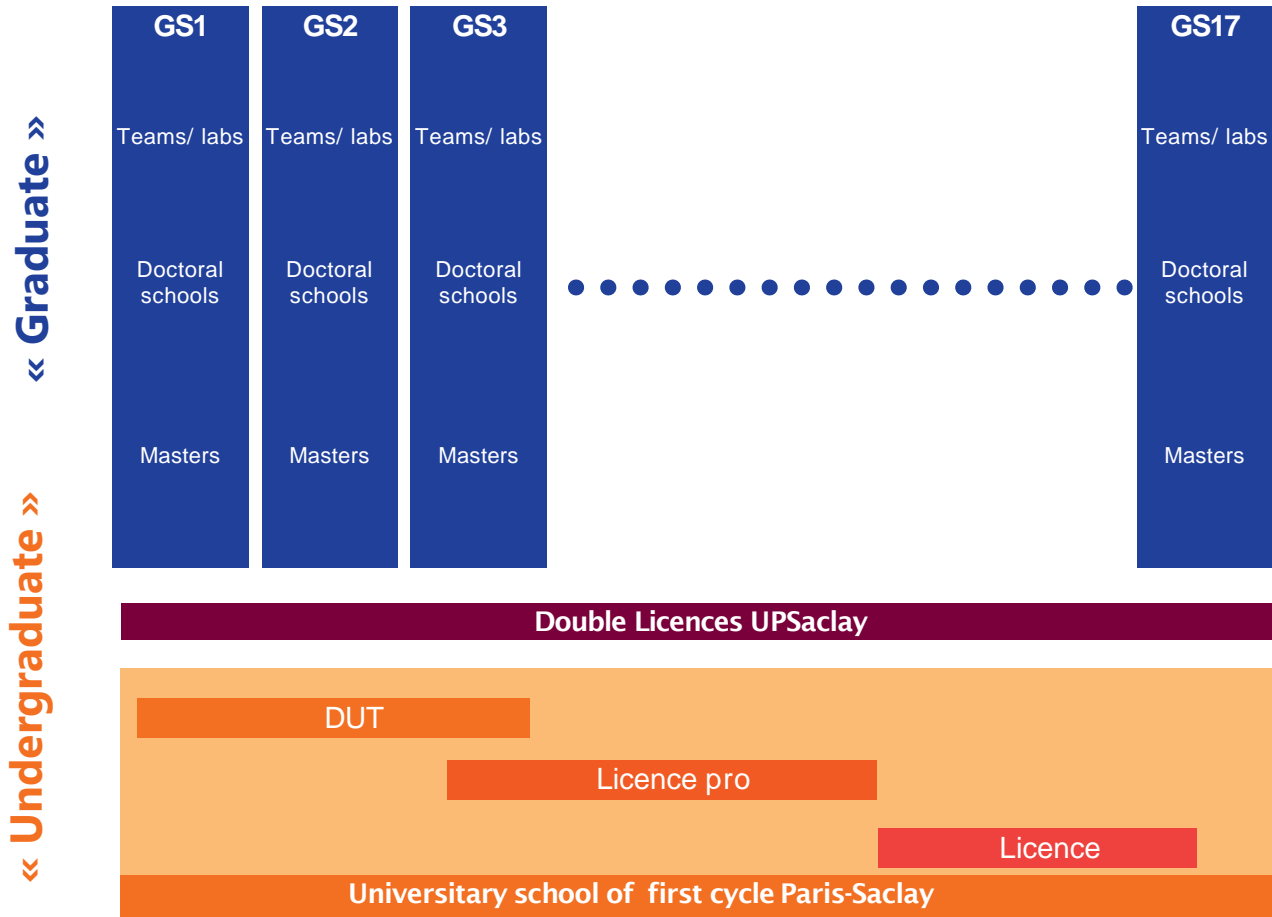 « Graduate »
GS1 GS2 GS3 GS17
Teams/ labs Teams/ labs Teams/ labs Teams/ labs
Doctoral Doctoral Doctoral Doctoral
schools schools schools schools
Masters Masters Masters Masters
« Undergraduate »
Double Licences UPSaclay
DUT
Licence pro
Licence
Universitary school of first cycle Paris-Saclay